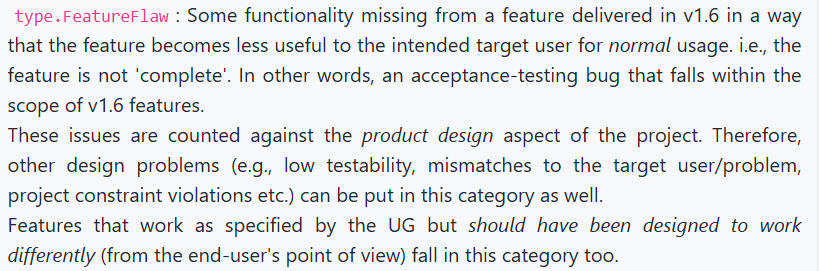 type.FeatureFlaw : Some functionality missing from a feature delivered in v1.6 in a way
that the feature becomes less useful to the intended target user for normal usage. i.e., the
feature is not 'complete'. In other words, an acceptance-testing bug that falls within the
scope of v1.6 features.
These issues are counted against the product design aspect of the project. Therefore,
other design problems (e.g., low testability, mismatches to the target user/problem,
project constraint violations etc.) can be put in this category as well.
Features that work as specified by the UG but should have been designed to work
differently (from the end-user's point of view) fall in this category too.